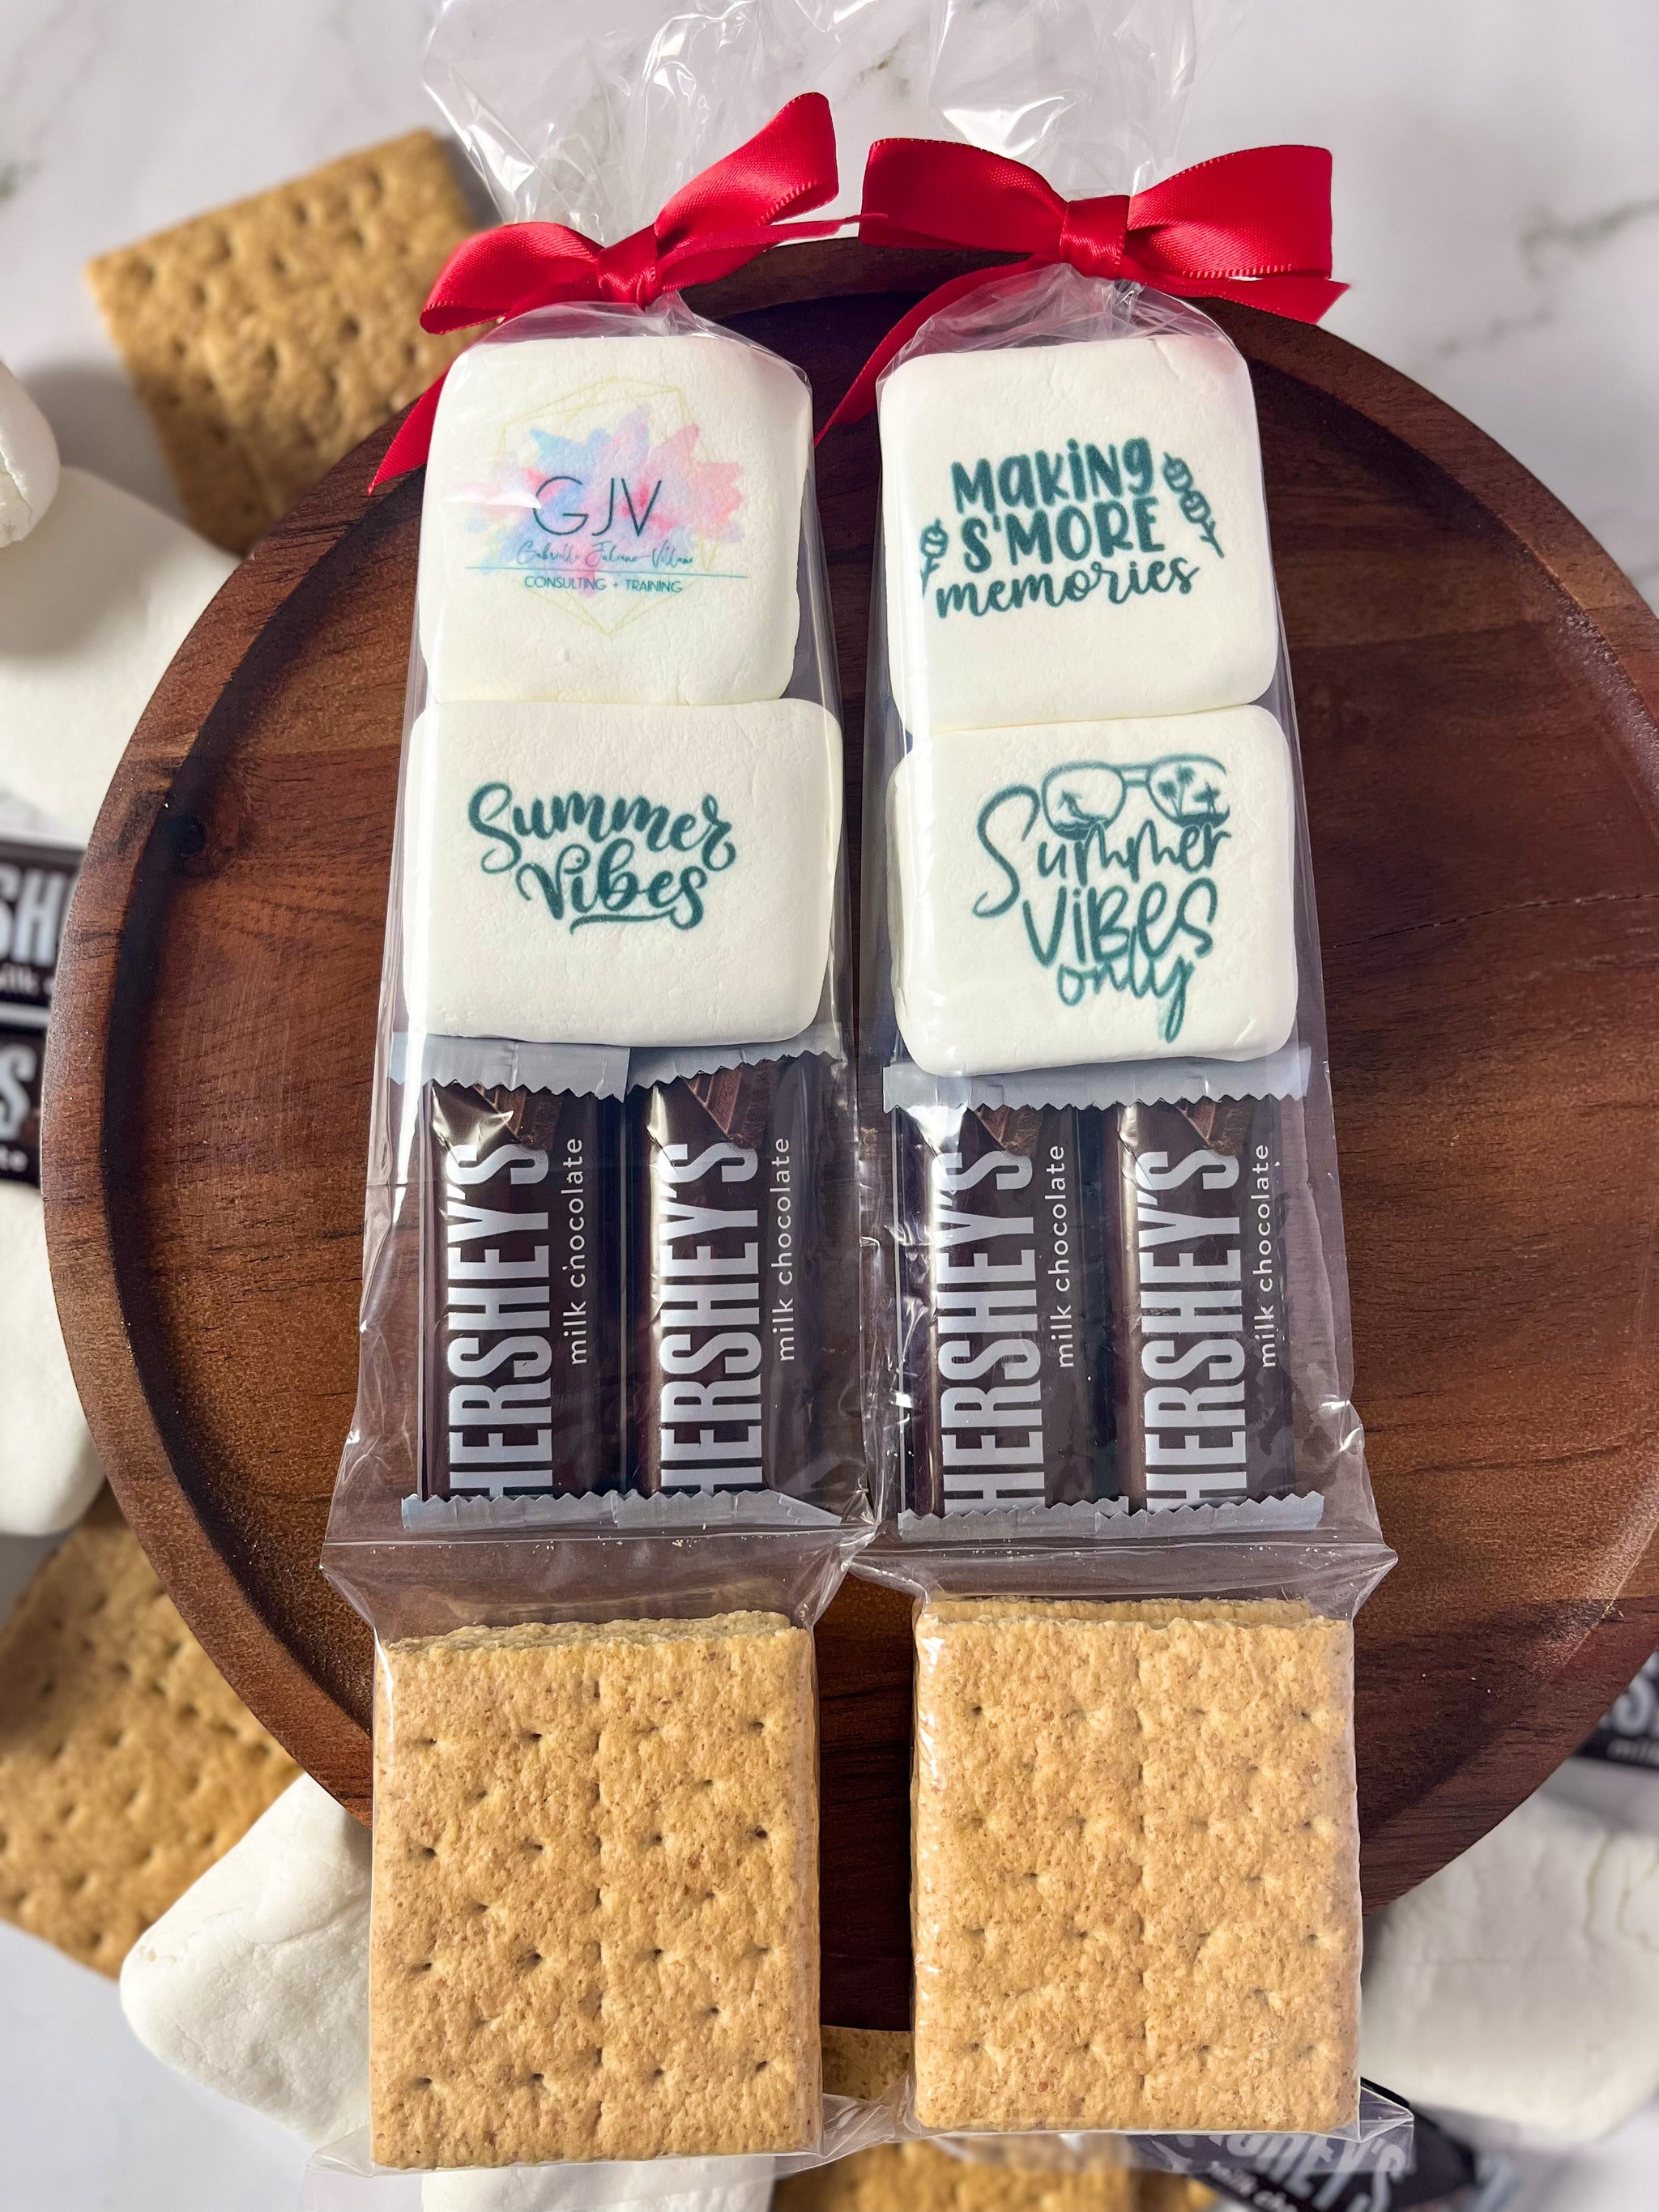 GJV
CONSULTING + TRAINING
MAKING
S'MORE
memories
Summer
Vibes
Summer
ViBes
only
HERSHEY'S
milk chocolate
HERSHEY'S
milk chocolate
HERSHEY'S
milk chocolate
HERSHEY'S
milk chocolate